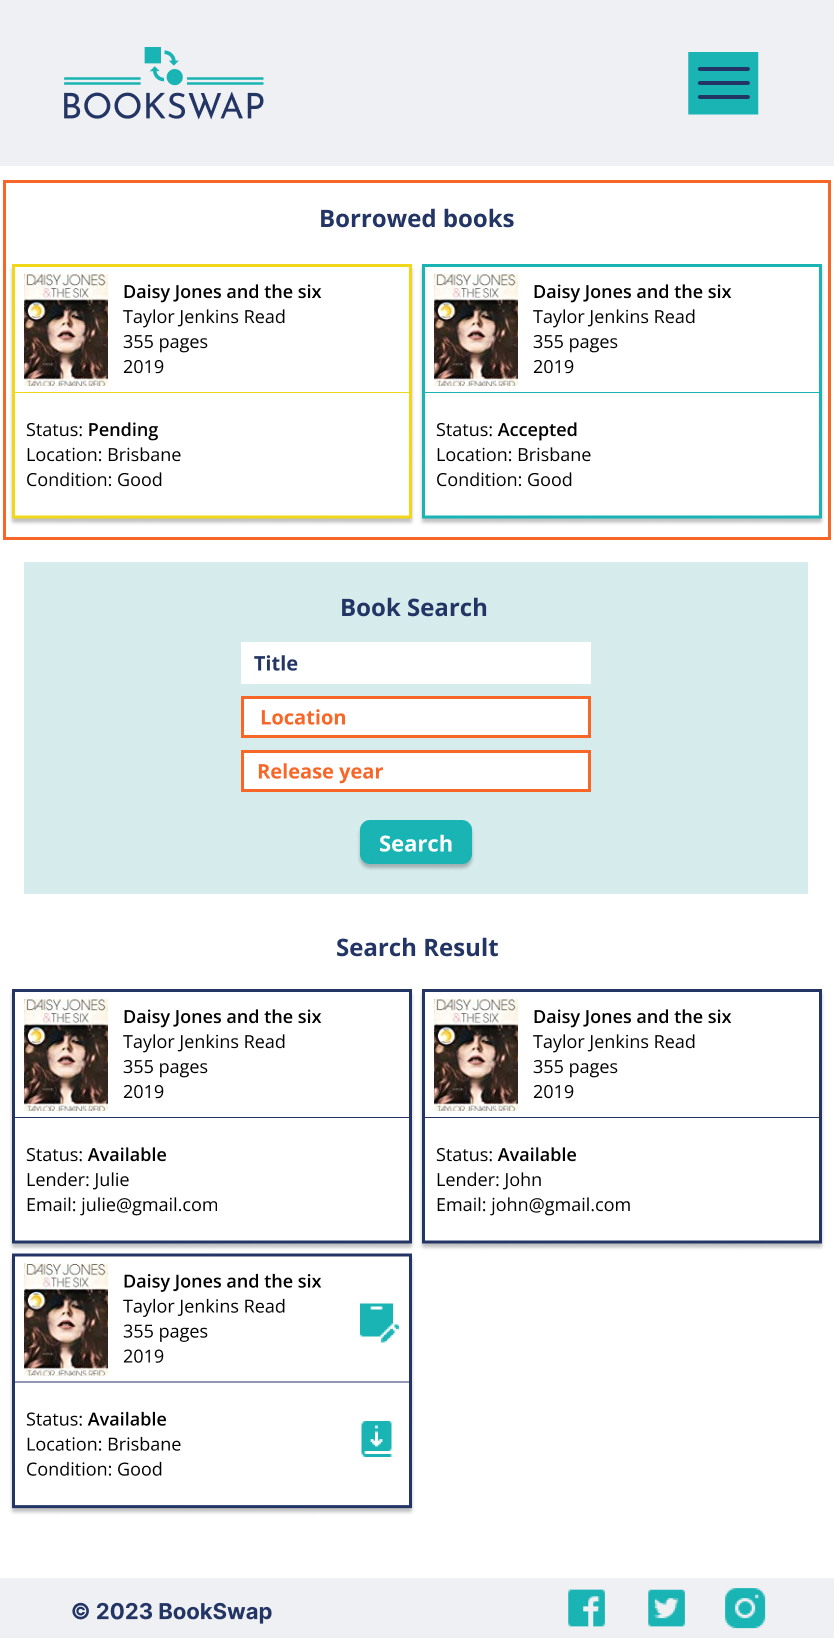 BOOKSWAP
Borrowed books
DAISY JONES
& THE SIX
TAYLOR JENKINS REID
Daisy Jones and the six
Taylor Jenkins Read
355 pages
2019
Status: Pending
Location: Brisbane
Condition: Good
DAISY JONES
& THE SIX
TAYLOR JENKINS REID
Daisy Jones and the six
Taylor Jenkins Read
355 pages
2019
Status: Accepted
Location: Brisbane
Condition: Good
Book Search
Title
Location
Release year
Search
Search Result
DAISY JONES
& THE SIX
TAYLOR JENKINS REID
Daisy Jones and the six
Taylor Jenkins Read
355 pages
2019
Status: Available
Lender: Julie
Email: julie@gmail.com
DAISY JONES
& THE SIX
TAYLOR JENKINS REID
Daisy Jones and the six
Taylor Jenkins Read
355 pages
2019
Status: Available
Lender: John
Email: john@gmail.com
DAISY JONES
& THE SIX
TAYLOR JENKINS REID
Daisy Jones and the six
Taylor Jenkins Read
355 pages
2019
Status: Available
Location: Brisbane
Condition: Good
© 2023 BookSwap